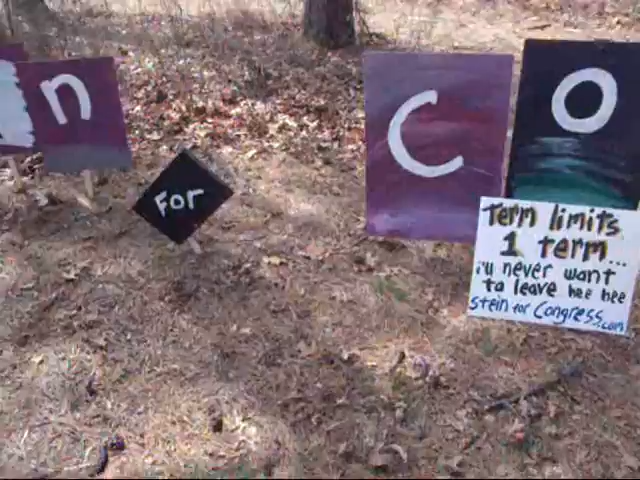 n
For
C
O
Term limits
1 term...
i'll never want
to leave hee hee
Stein for Congress.com